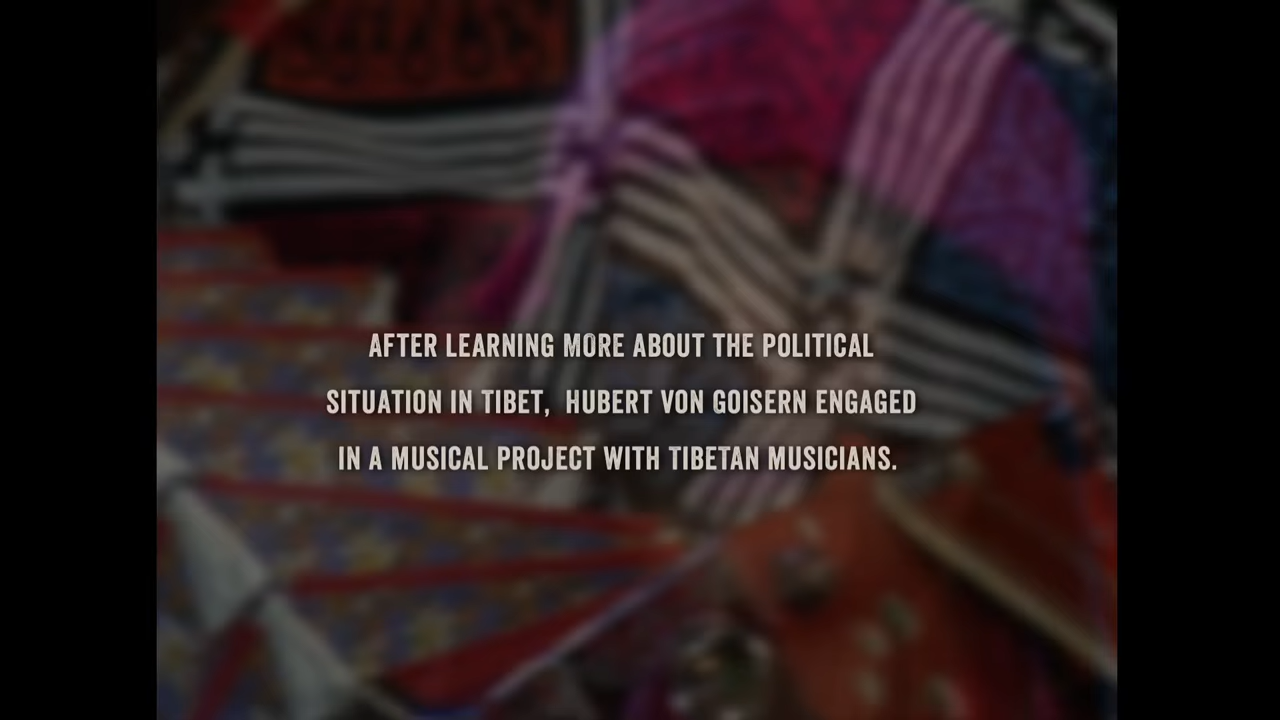 AFTER LEARNING MORE ABOUT THE POLITICAL
SITUATION IN TIBET,  HUBERT VON GOISERN ENGAGED
IN A MUSICAL PROJECT WITH TIBETAN MUSICIANS.